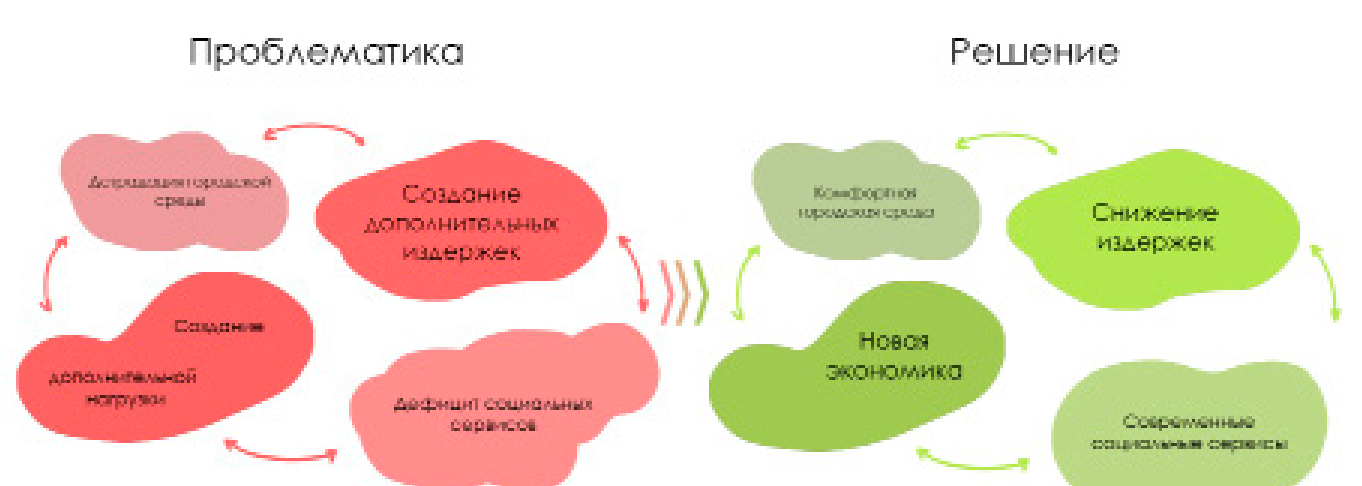 Проблематика
Решение
Деградация городской
среды
Создание
дополнительных
издержек
Создание
дополнительной
нагрузки
Дефицит социальных
сервисов
Комфортная
городская среда
Снижение
издержек
Новая
экономика
Современные
социальные сервисы